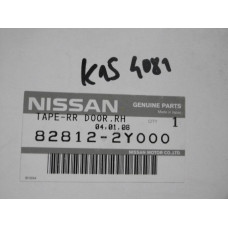 K15 4081
NISSAN
GENUINE PARTS
TAPE-RR DOOR.RH
04.01.08
QTY 1
82812-2Y000
NISSAN MOTOR CO., LTD.